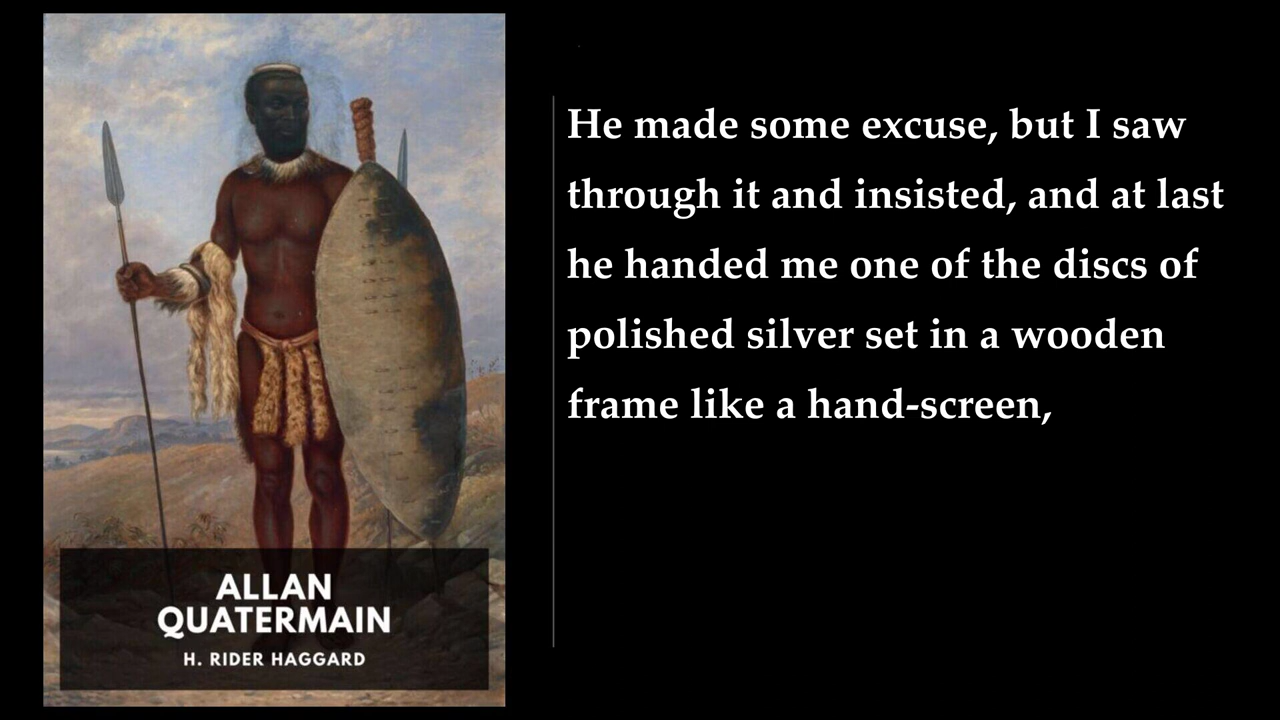 He made some excuse, but I saw
through it and insisted, and at last
he handed me one of the discs of
polished silver set in a wooden
frame like a hand-screen,
ALLAN
QUATERMAIN
H. RIDER HAGGARD